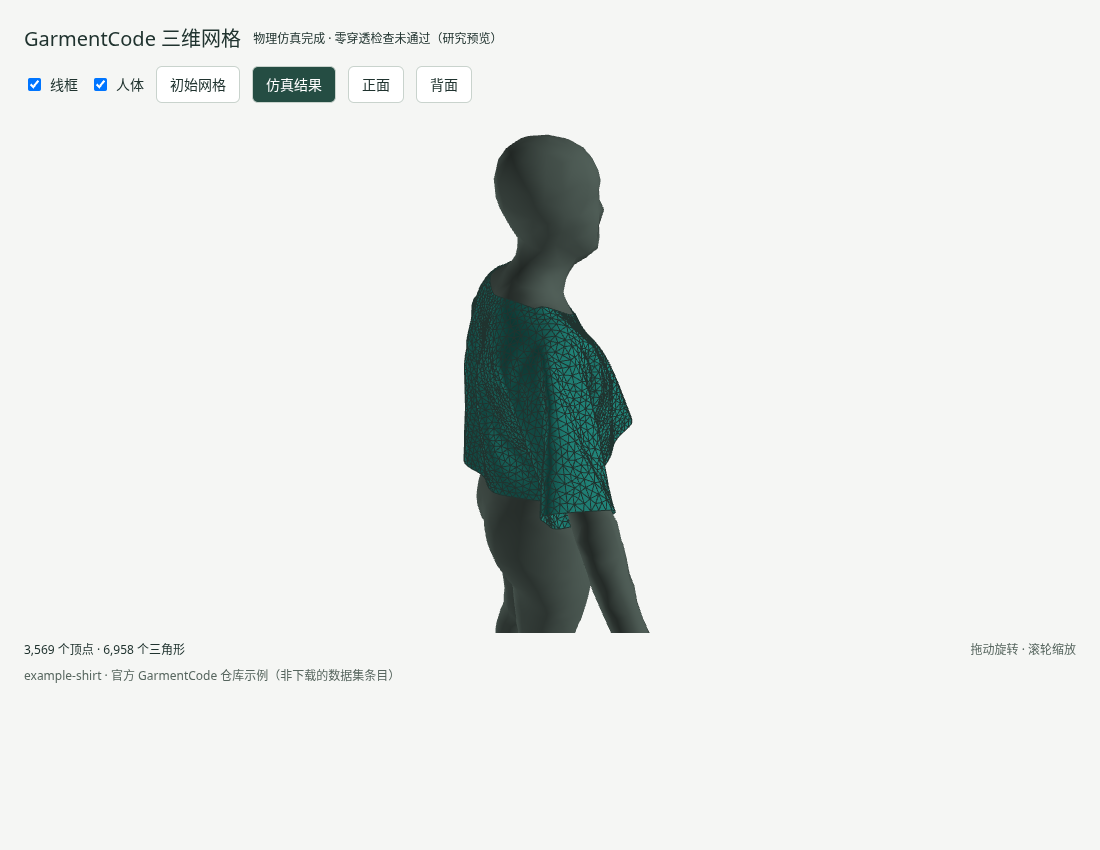 GarmentCode 三维网格 物理仿真完成 · 零穿透检查未通过（研究预览）
线框 人体 初始网格 仿真结果 正面 背面
3,569 个顶点 · 6,958 个三角形 拖动旋转 · 滚轮缩放
example-shirt · 官方 GarmentCode 仓库示例（非下载的数据集条目）